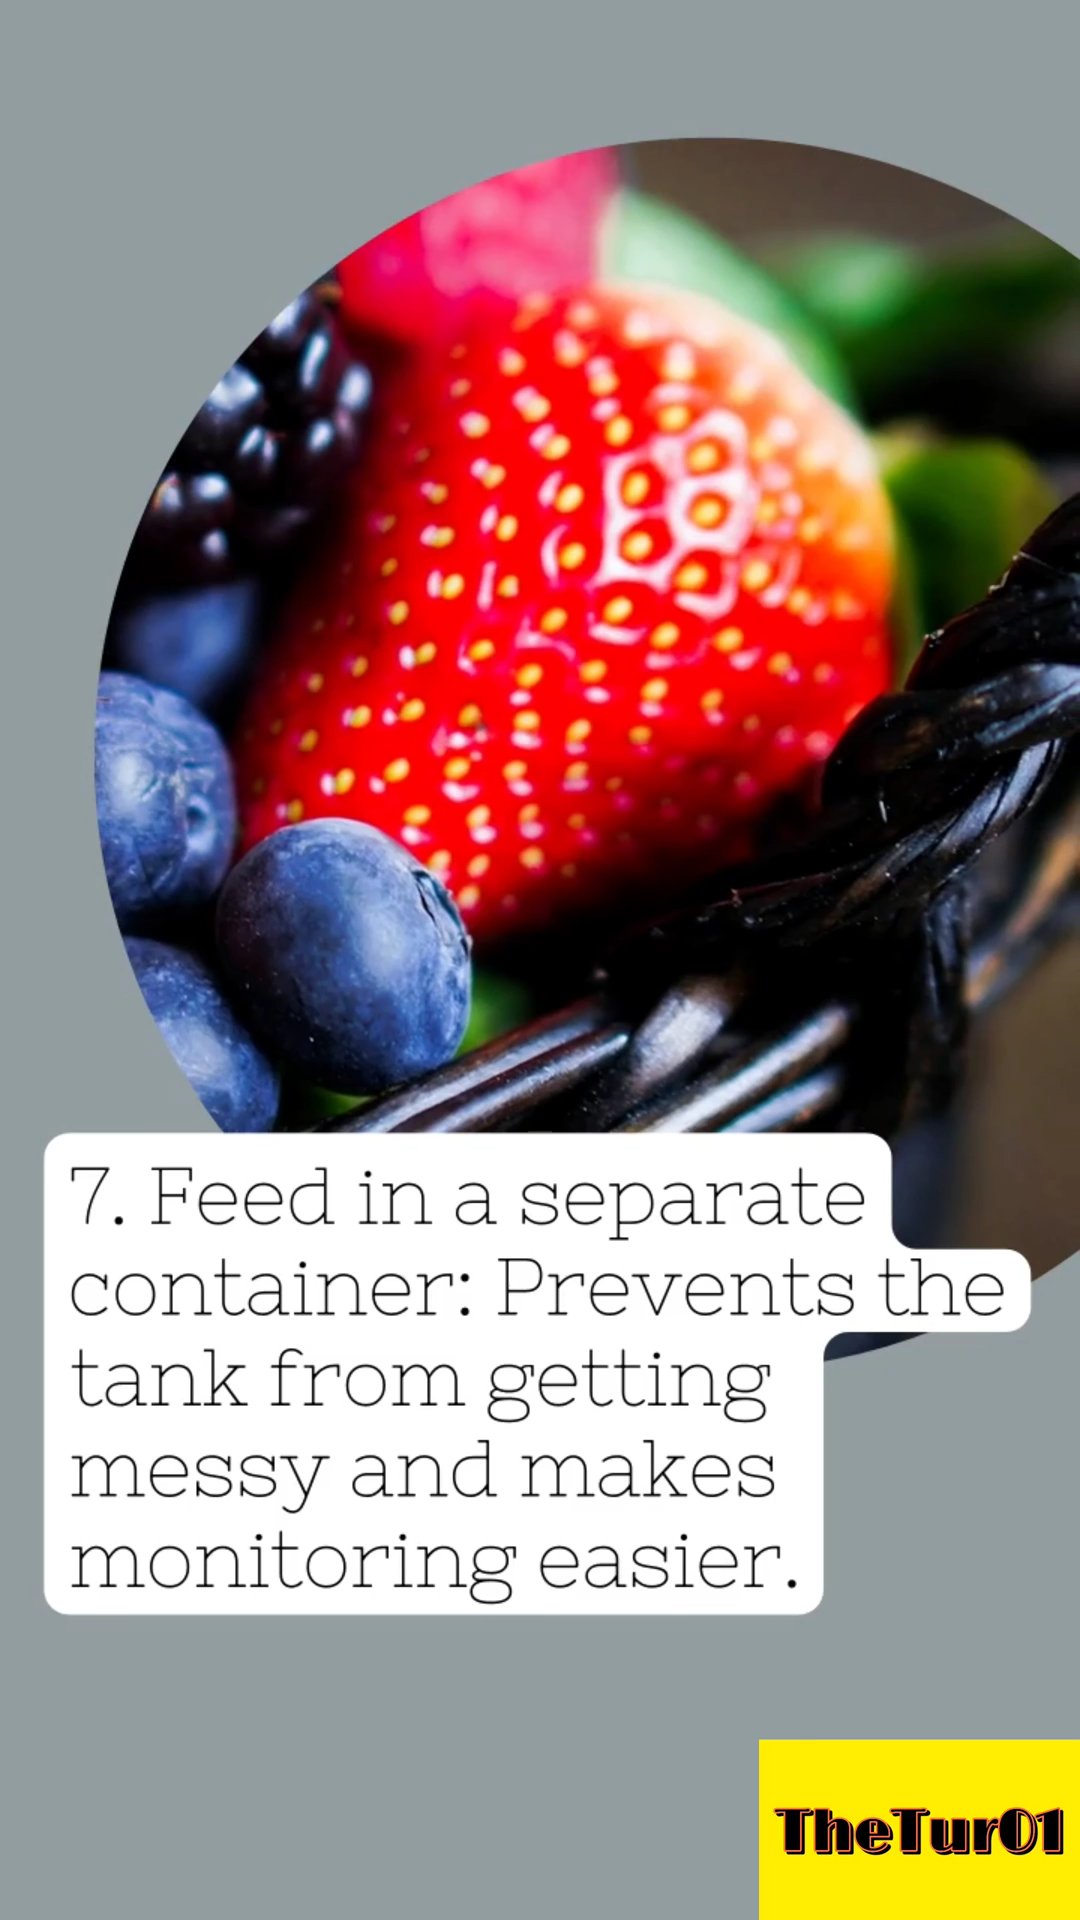 7. Feed in a separate
container: Prevents the
tank from getting
messy and makes
monitoring easier.
TheTur01